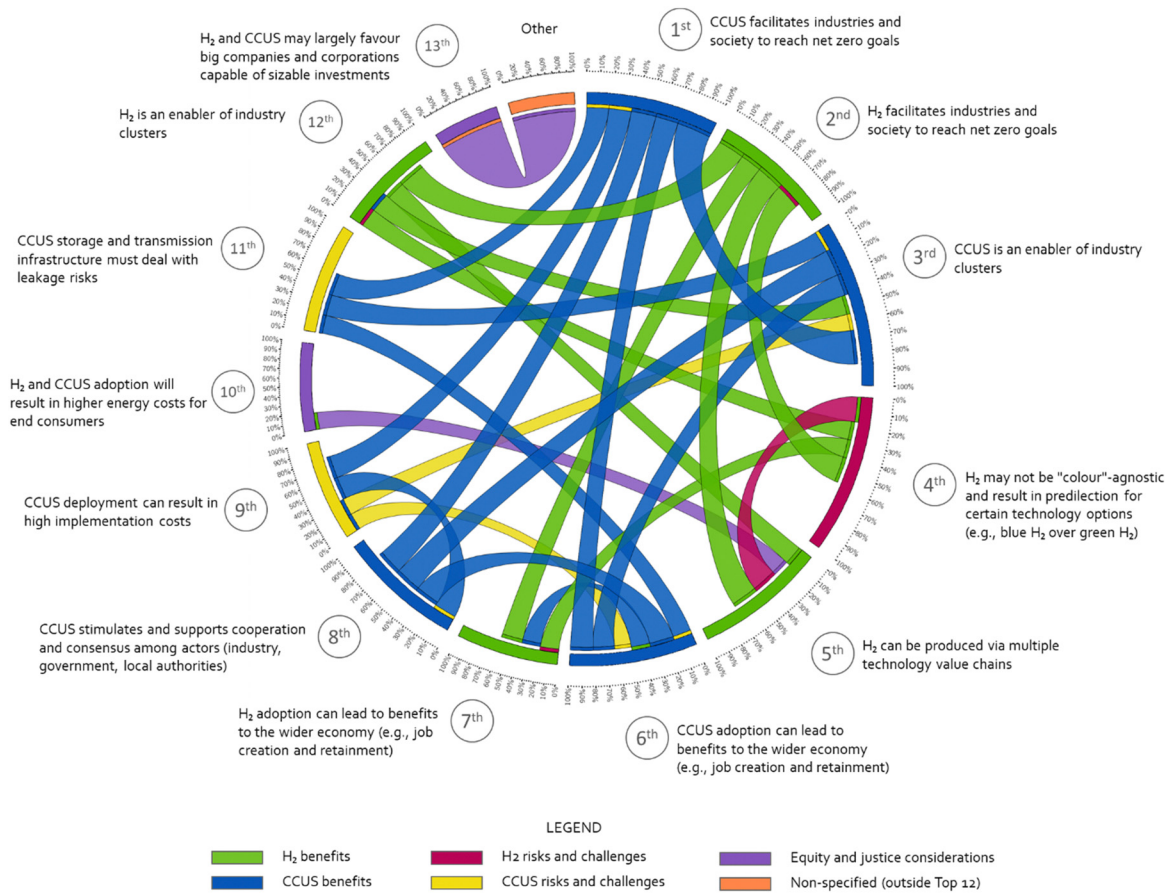 Other
1st
CCUS facilitates industries and
society to reach net zero goals
2nd
H₂ facilitates industries and
society to reach net zero goals
3rd
CCUS is an enabler of industry
clusters
4th
H₂ may not be "colour"-agnostic
and result in predilection for
certain technology options
(e.g., blue H₂ over green H₂)
5th
H₂ can be produced via multiple
technology value chains
6th
CCUS adoption can lead to
benefits to the wider economy
(e.g., job creation and retainment)
7th
H₂ adoption can lead to benefits
to the wider economy (e.g., job
creation and retainment)
8th
CCUS stimulates and supports cooperation
and consensus among actors (industry,
government, local authorities)
9th
CCUS deployment can result in
high implementation costs
10th
H₂ and CCUS adoption will
result in higher energy costs for
end consumers
11th
CCUS storage and transmission
infrastructure must deal with
leakage risks
12th
H₂ is an enabler of industry
clusters
13th
H₂ and CCUS may largely favour
big companies and corporations
capable of sizable investments
LEGEND
H₂ benefits
H2 risks and challenges
Equity and justice considerations
CCUS benefits
CCUS risks and challenges
Non-specified (outside Top 12)